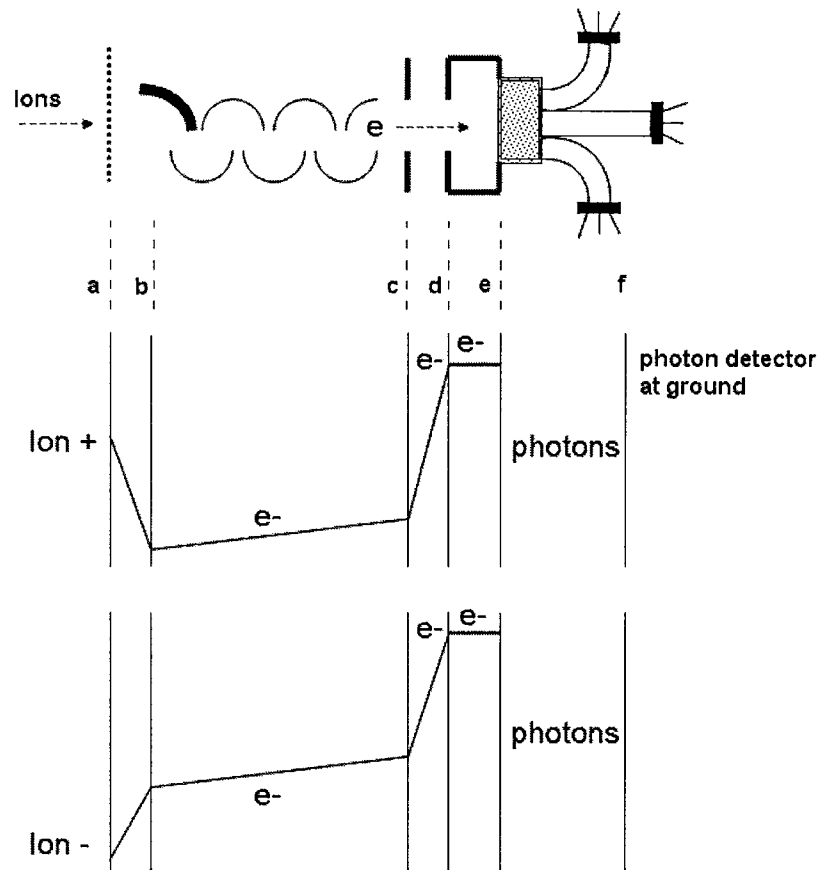 Ions
e
a b c d e f
e-
e-
photon detector
at ground
Ion +
photons
e-
e-
e-
photons
e-
Ion -